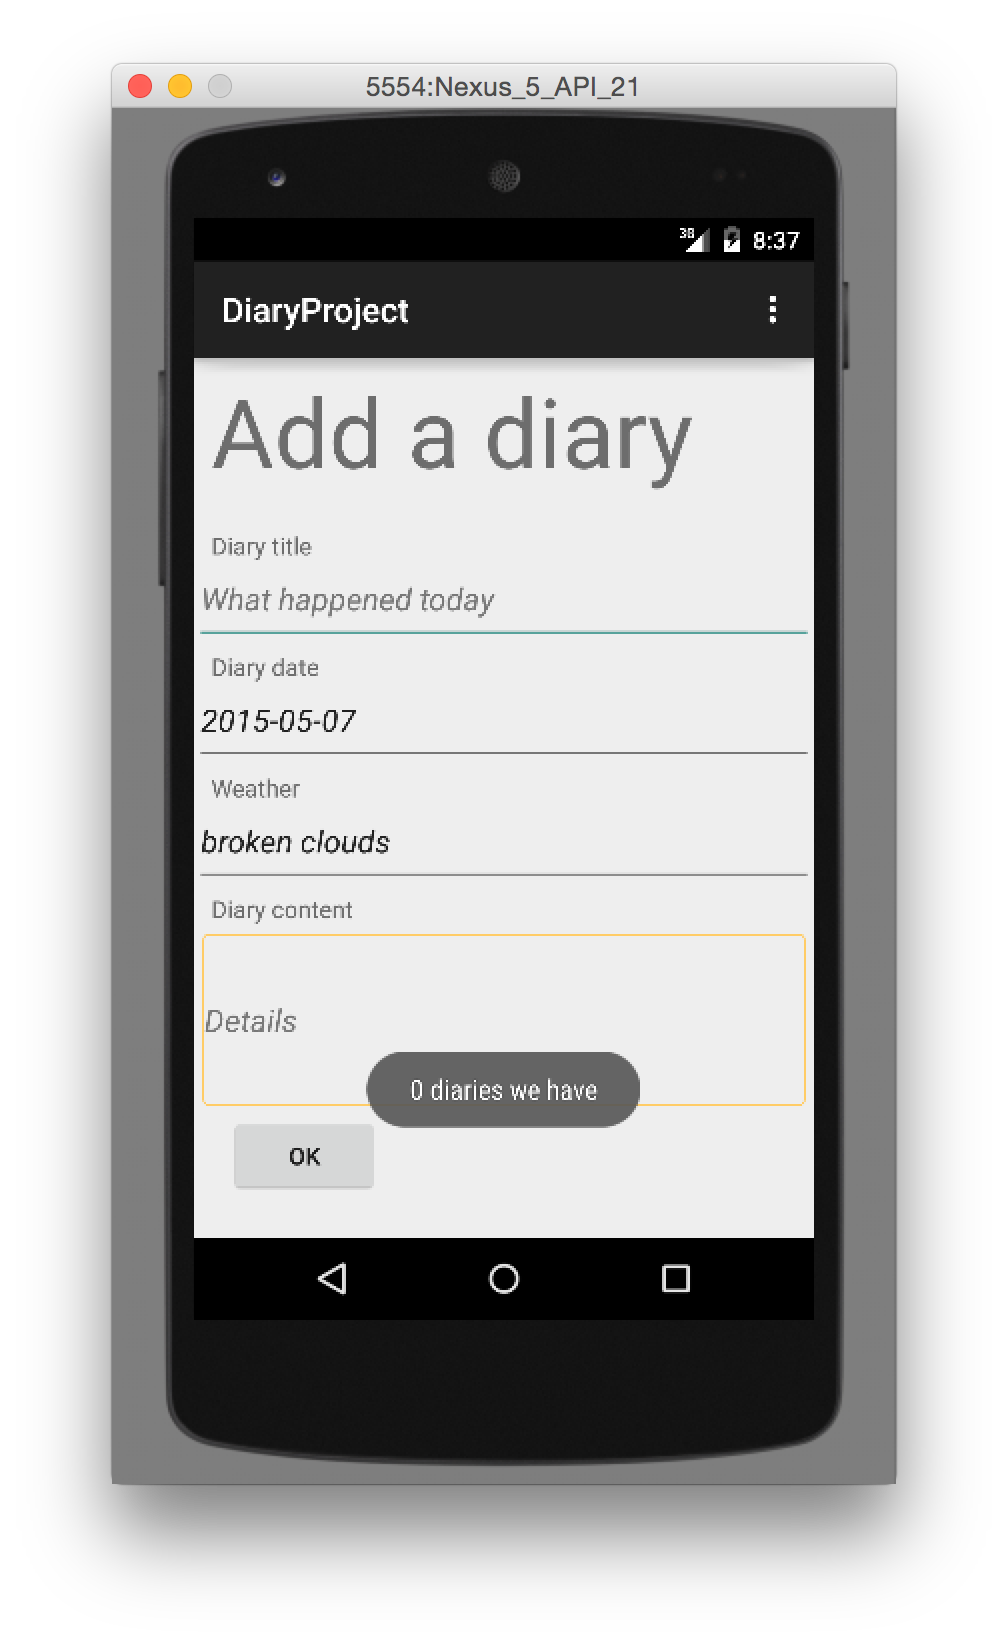 5554:Nexus_5_API_21
3G 8:37
DiaryProject
Add a diary
Diary title
What happened today
Diary date
2015-05-07
Weather
broken clouds
Diary content
Details
0 diaries we have
OK